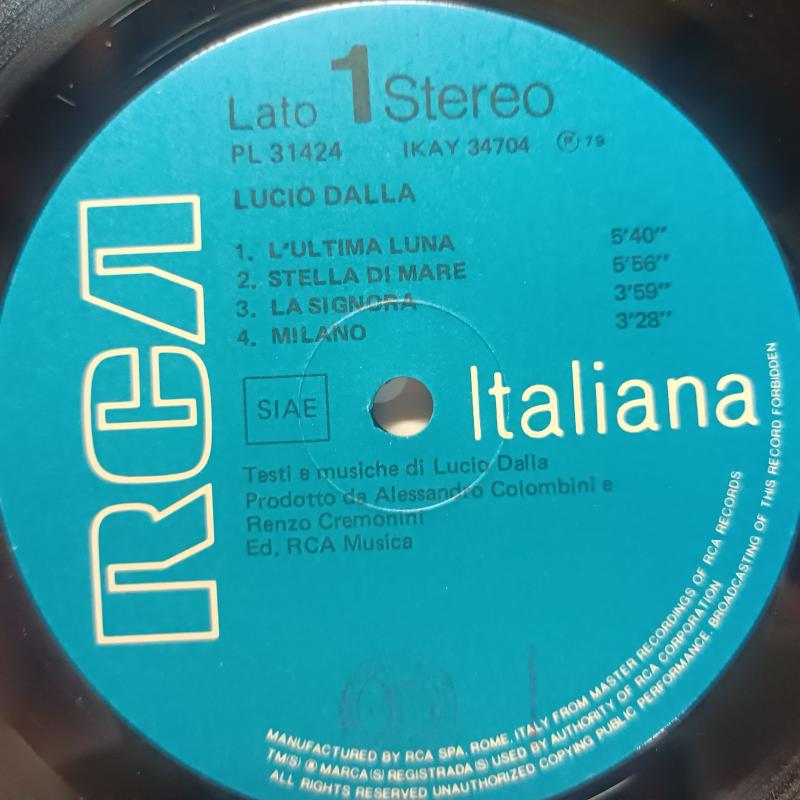 Lato 1 Stereo
PL 31424 IKAY 34704 Ⓟ 79
LUCIO DALLA
1. L'ULTIMA LUNA 5'40"
2. STELLA DI MARE 5'56"
3. LA SIGNORA 3'59"
4. MILANO 3'28"
RCA
SIAE
Italiana
Testi e musiche di Lucio Dalla
Prodotto da Alessandro Colombini e
Renzo Cremonini
Ed. RCA Musica
MANUFACTURED BY RCA SPA, ROME, ITALY FROM MASTER RECORDINGS OF RCA RECORDS
TM(S) ® MARCA(S) REGISTRADA(S) USED BY AUTHORITY OF RCA CORPORATION
ALL RIGHTS RESERVED UNAUTHORIZED COPYING PUBLIC PERFORMANCE. BROADCASTING OF THIS RECORD FORBIDDEN